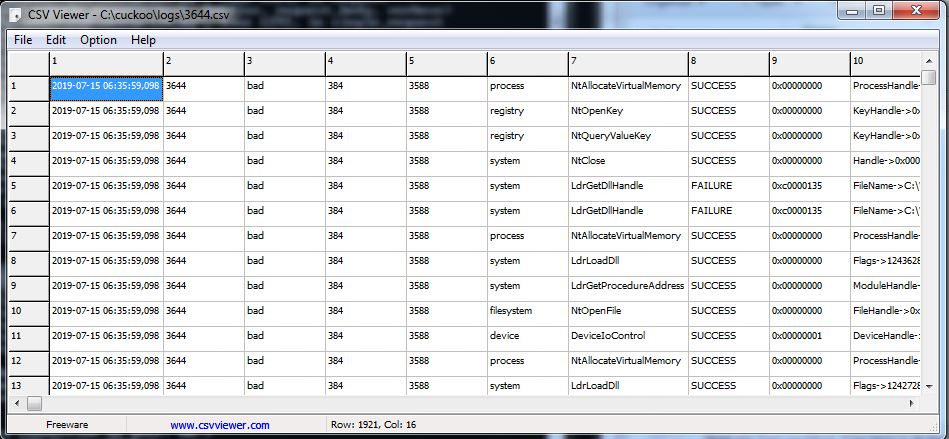 CSV Viewer - C:\cuckoo\logs\3644.csv
File Edit Option Help
1 2 3 4 5 6 7 8 9 10
1 2019-07-15 06:35:59,098 3644 bad 384 3588 process NtAllocateVirtualMemory SUCCESS 0x00000000 ProcessHandle-
2 2019-07-15 06:35:59,098 3644 bad 384 3588 registry NtOpenKey SUCCESS 0x00000000 KeyHandle->0x
3 2019-07-15 06:35:59,098 3644 bad 384 3588 registry NtQueryValueKey SUCCESS 0x00000000 KeyHandle->0x
4 2019-07-15 06:35:59,098 3644 bad 384 3588 system NtClose SUCCESS 0x00000000 Handle->0x000
5 2019-07-15 06:35:59,098 3644 bad 384 3588 system LdrGetDllHandle FAILURE 0xc0000135 FileName->C:\
6 2019-07-15 06:35:59,098 3644 bad 384 3588 system LdrGetDllHandle FAILURE 0xc0000135 FileName->C:\
7 2019-07-15 06:35:59,098 3644 bad 384 3588 process NtAllocateVirtualMemory SUCCESS 0x00000000 ProcessHandle-
8 2019-07-15 06:35:59,098 3644 bad 384 3588 system LdrLoadDll SUCCESS 0x00000000 Flags->1243628
9 2019-07-15 06:35:59,098 3644 bad 384 3588 system LdrGetProcedureAddress SUCCESS 0x00000000 ModuleHandle-
10 2019-07-15 06:35:59,098 3644 bad 384 3588 filesystem NtOpenFile SUCCESS 0x00000000 FileHandle->0x
11 2019-07-15 06:35:59,098 3644 bad 384 3588 device DeviceIoControl SUCCESS 0x00000001 DeviceHandle-
12 2019-07-15 06:35:59,098 3644 bad 384 3588 process NtAllocateVirtualMemory SUCCESS 0x00000000 ProcessHandle-
13 2019-07-15 06:35:59,098 3644 bad 384 3588 system LdrLoadDll SUCCESS 0x00000000 Flags->1242728
Freeware www.csvviewer.com Row: 1921, Col: 16